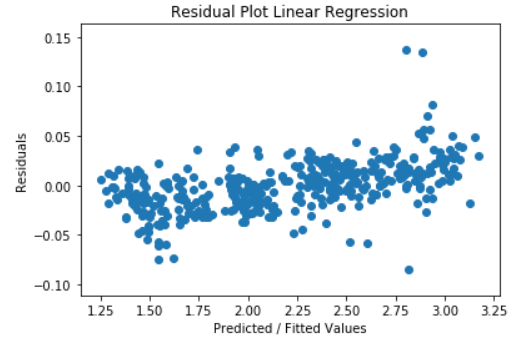 Residual Plot Linear Regression
0.15
0.10
0.05
0.00
−0.05
−0.10
Residuals
1.25 1.50 1.75 2.00 2.25 2.50 2.75 3.00 3.25
Predicted / Fitted Values